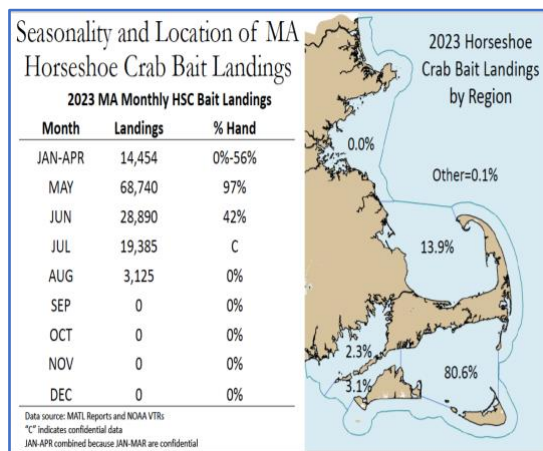 Seasonality and Location of MA
Horseshoe Crab Bait Landings
2023 MA Monthly HSC Bait Landings
Month Landings % Hand
JAN-APR 14,454 0%-56%
MAY 68,740 97%
JUN 28,890 42%
JUL 19,385 C
AUG 3,125 0%
SEP 0 0%
OCT 0 0%
NOV 0 0%
DEC 0 0%
Data source: MATL Reports and NOAA VTRs
"C" indicates confidential data
JAN-APR combined because JAN-MAR are confidential
2023 Horseshoe
Crab Bait Landings
by Region
0.0%
Other=0.1%
13.9%
2.3%
3.1%
80.6%